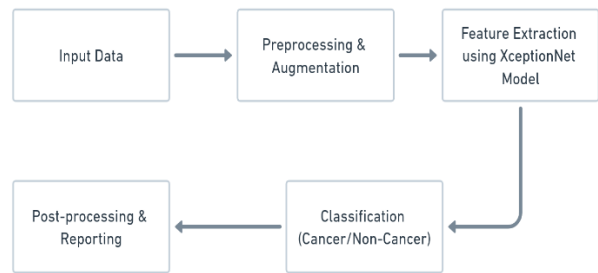 Input Data
Preprocessing &
Augmentation
Feature Extraction
using XceptionNet
Model
Classification
(Cancer/Non-Cancer)
Post-processing &
Reporting